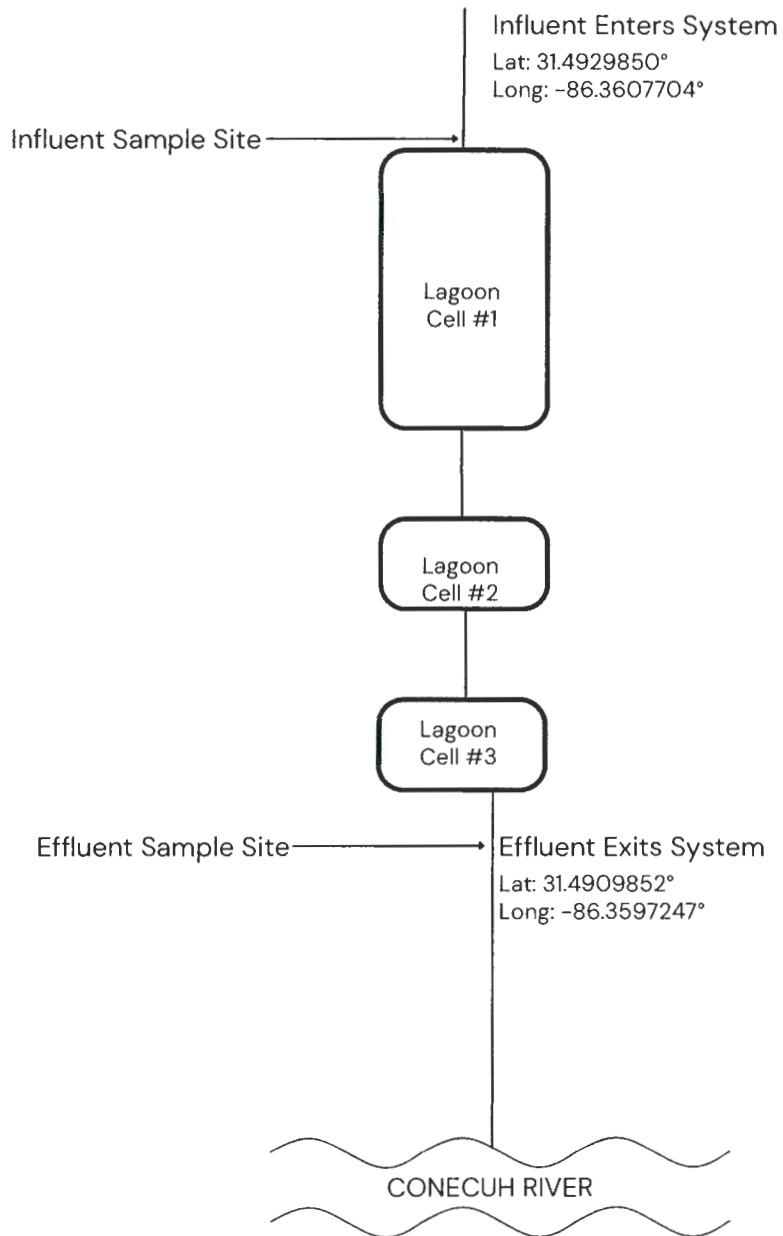 Influent Enters System
Lat: 31.4929850°
Long: -86.3607704°
Influent Sample Site
Lagoon
Cell #1
Lagoon
Cell #2
Lagoon
Cell #3
Effluent Sample Site
Effluent Exits System
Lat: 31.4909852°
Long: -86.3597247°
CONECUH RIVER